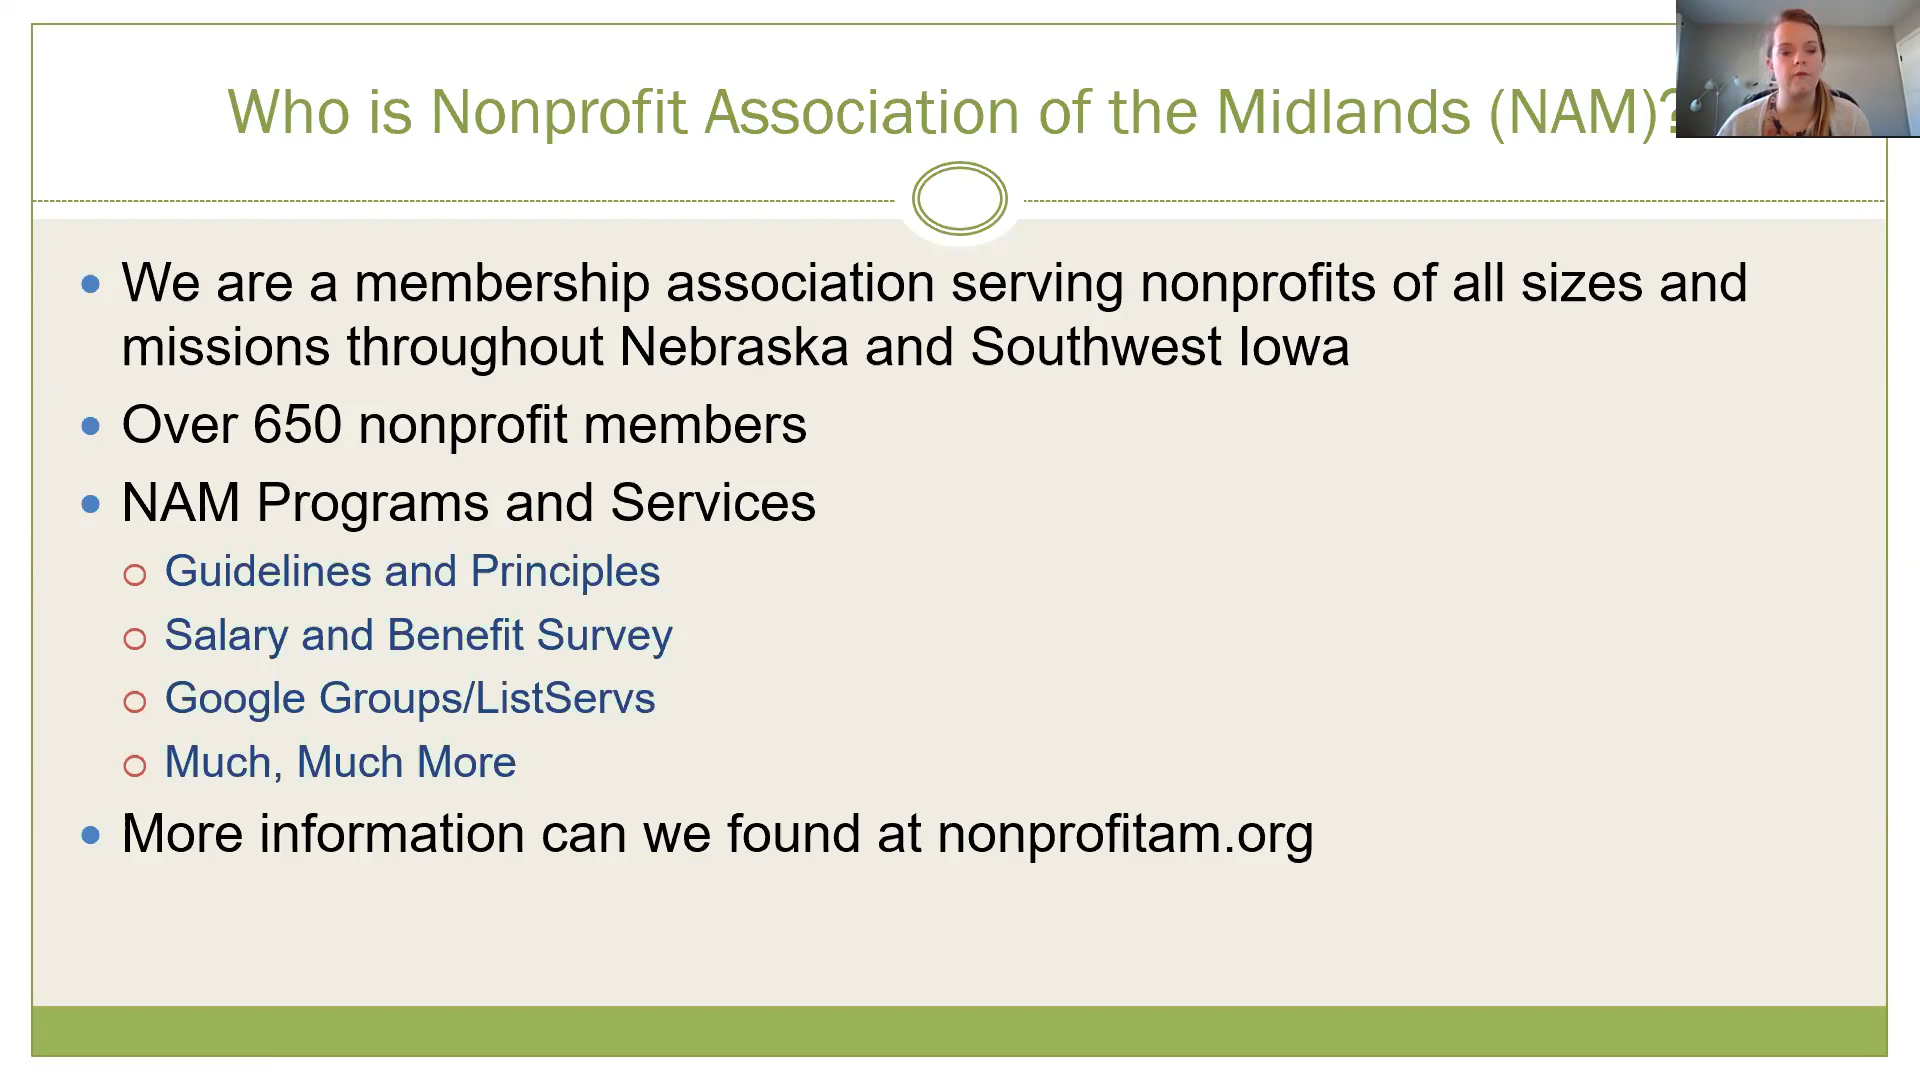 Who is Nonprofit Association of the Midlands (NAM)?
We are a membership association serving nonprofits of all sizes and
missions throughout Nebraska and Southwest Iowa
Over 650 nonprofit members
NAM Programs and Services
Guidelines and Principles
Salary and Benefit Survey
Google Groups/ListServs
Much, Much More
More information can we found at nonprofitam.org